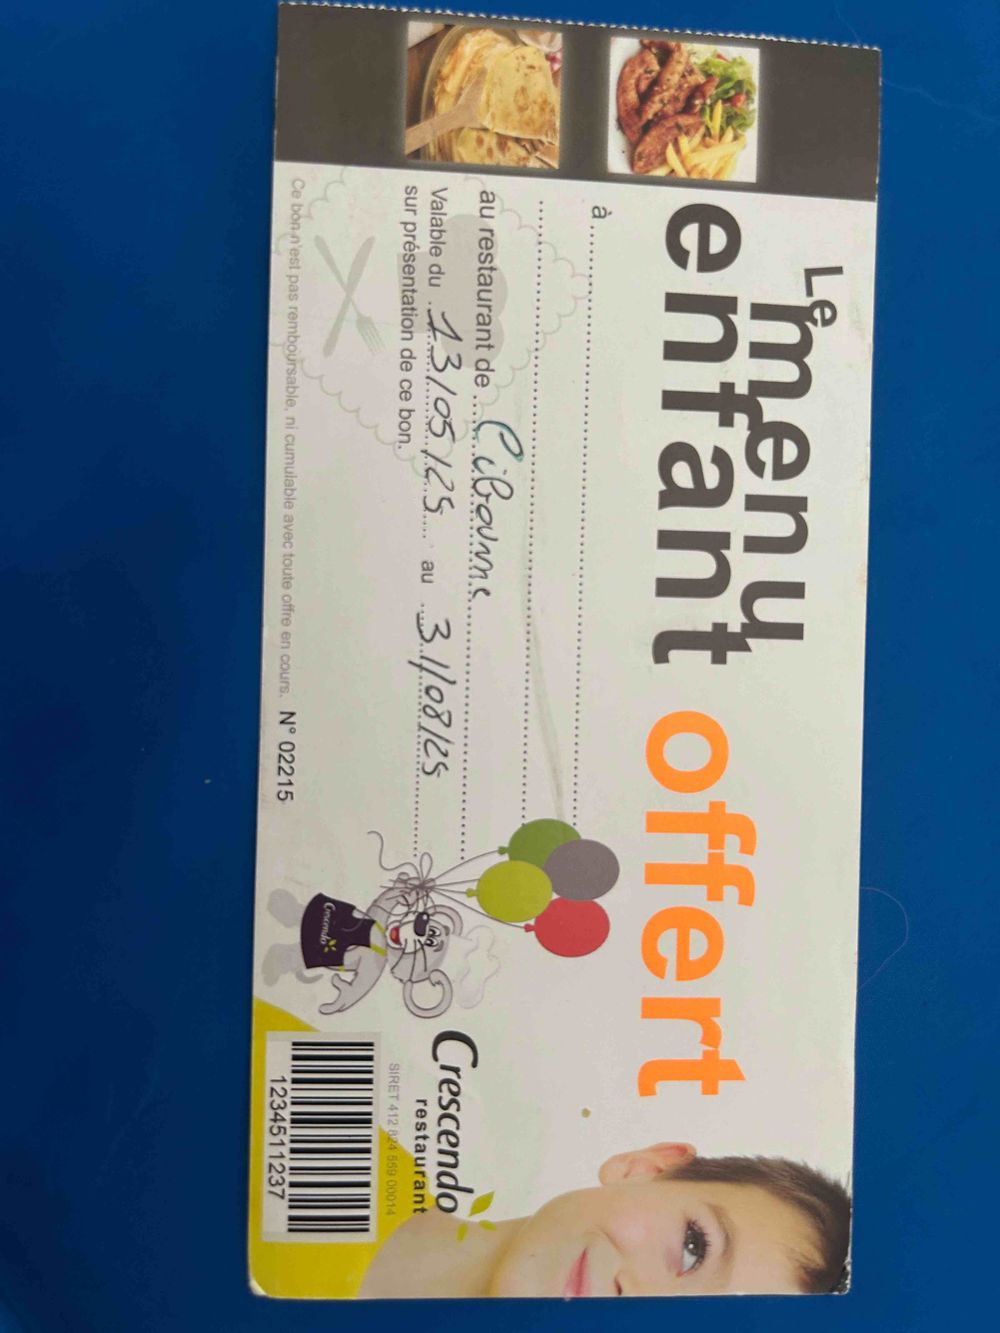 Le
menu
enfant offert
à ..........
..........
au restaurant de Libourne
Valable du 13/05/25 au 31/08/25
sur présentation de ce bon.
Ce bon n'est pas remboursable, ni cumulable avec toute offre en cours. N° 02215
Crescendo
Crescendo
restaurant
SIRET 412 824 559 00014
1234511237